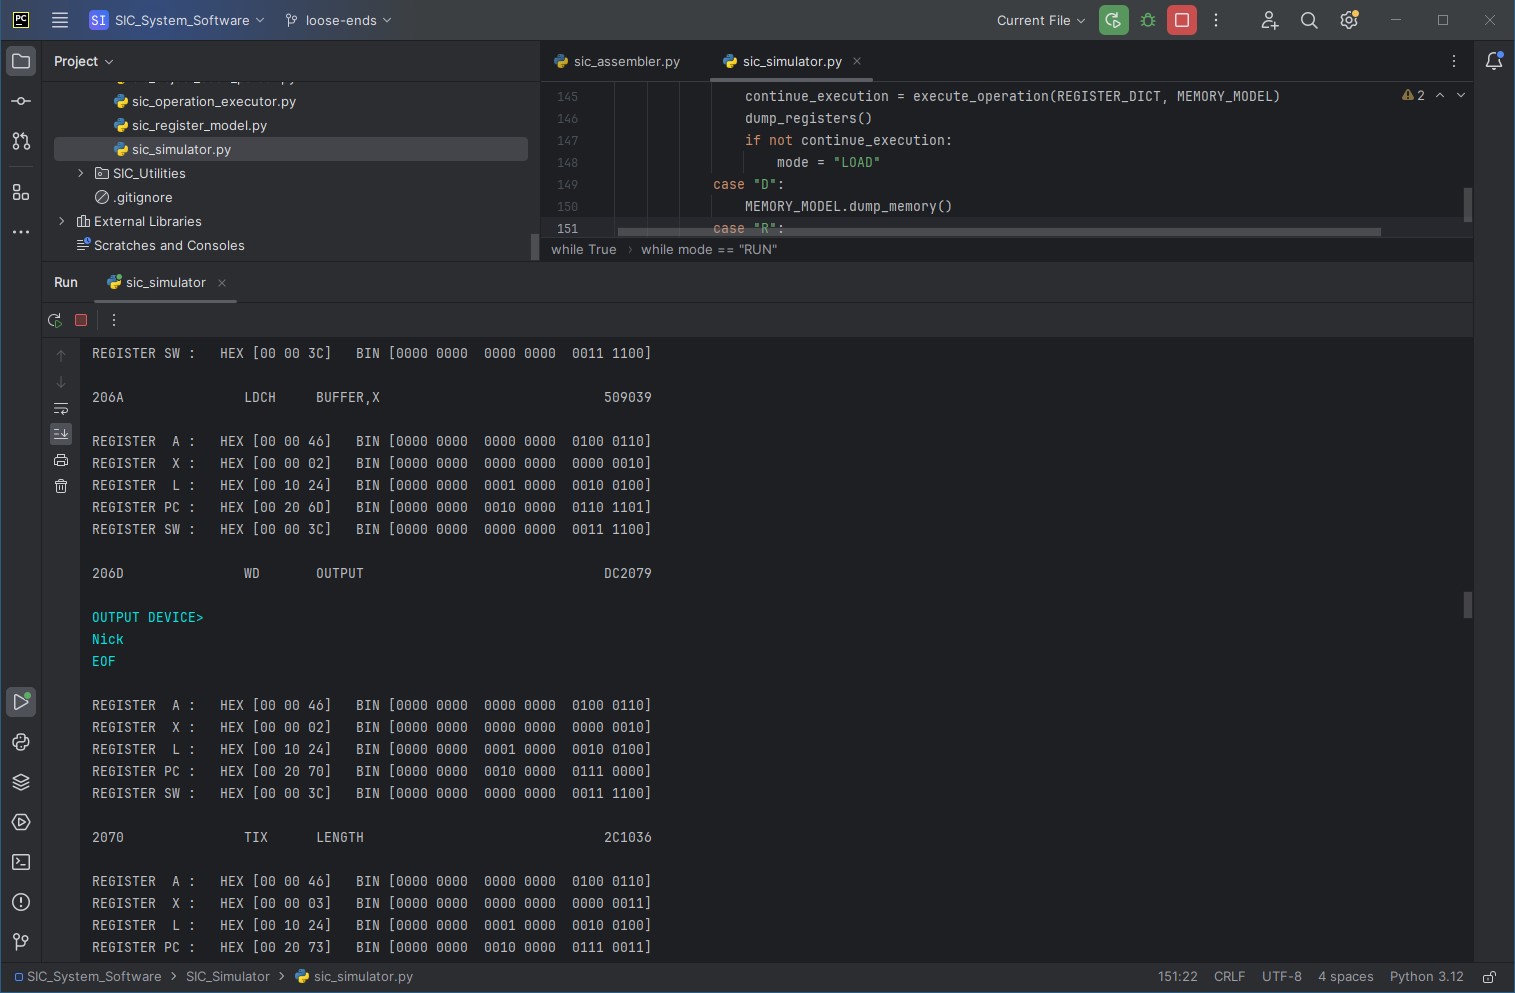 PC SI SIC_System_Software loose-ends Current File
Project
sic_operation_executor.py
sic_register_model.py
sic_simulator.py
SIC_Utilities
.gitignore
External Libraries
Scratches and Consoles
sic_assembler.py sic_simulator.py
145 continue_execution = execute_operation(REGISTER_DICT, MEMORY_MODEL) 2
146 dump_registers()
147 if not continue_execution:
148 mode = "LOAD"
149 case "D":
150 MEMORY_MODEL.dump_memory()
151 case "R":
while True while mode == "RUN"
Run sic_simulator
REGISTER SW : HEX [00 00 3C] BIN [0000 0000 0000 0000 0011 1100]
206A LDCH BUFFER,X 509039
REGISTER A : HEX [00 00 46] BIN [0000 0000 0000 0000 0100 0110]
REGISTER X : HEX [00 00 02] BIN [0000 0000 0000 0000 0000 0010]
REGISTER L : HEX [00 10 24] BIN [0000 0000 0001 0000 0010 0100]
REGISTER PC : HEX [00 20 6D] BIN [0000 0000 0010 0000 0110 1101]
REGISTER SW : HEX [00 00 3C] BIN [0000 0000 0000 0000 0011 1100]
206D WD OUTPUT DC2079
OUTPUT DEVICE>
Nick
EOF
REGISTER A : HEX [00 00 46] BIN [0000 0000 0000 0000 0100 0110]
REGISTER X : HEX [00 00 02] BIN [0000 0000 0000 0000 0000 0010]
REGISTER L : HEX [00 10 24] BIN [0000 0000 0001 0000 0010 0100]
REGISTER PC : HEX [00 20 70] BIN [0000 0000 0010 0000 0111 0000]
REGISTER SW : HEX [00 00 3C] BIN [0000 0000 0000 0000 0011 1100]
2070 TIX LENGTH 2C1036
REGISTER A : HEX [00 00 46] BIN [0000 0000 0000 0000 0100 0110]
REGISTER X : HEX [00 00 03] BIN [0000 0000 0000 0000 0000 0011]
REGISTER L : HEX [00 10 24] BIN [0000 0000 0001 0000 0010 0100]
REGISTER PC : HEX [00 20 73] BIN [0000 0000 0010 0000 0111 0011]
SIC_System_Software SIC_Simulator sic_simulator.py 151:22 CRLF UTF-8 4 spaces Python 3.12